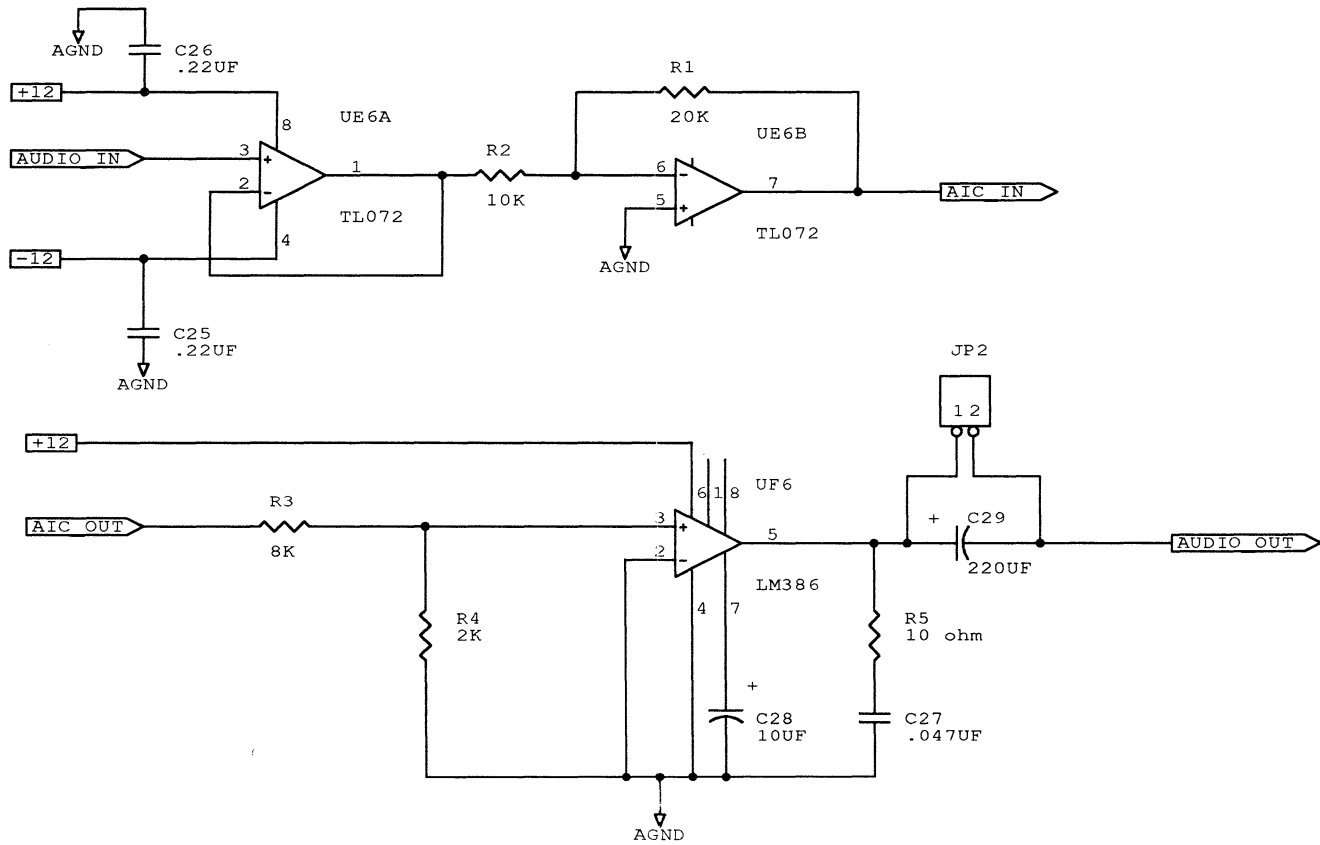 AGND
C26
.22UF
+12
8
UE6A
AUDIO IN
3
+
1
2
-
TL072
4
-12
C25
.22UF
AGND
R2
10K
R1
20K
UE6B
6
-
7
5
+
TL072
AGND
AIC IN
JP2
1 2
+12
6 1 8
UF6
AIC OUT
R3
8K
3
+
5
2
-
LM386
4
7
R4
2K
+
C28
10UF
+
C29
220UF
AUDIO OUT
R5
10 ohm
C27
.047UF
AGND